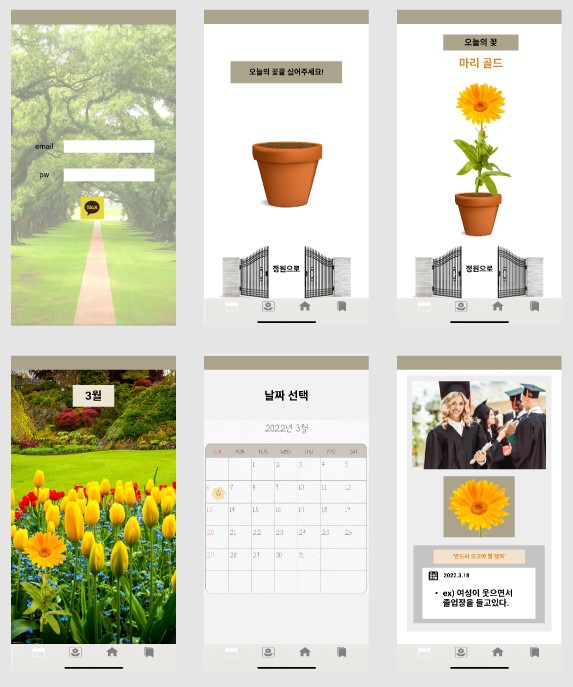 email
pw
TALK
오늘의 꽃을 심어주세요!
정원으로
오늘의 꽃
마리 골드
정원으로
3월
날짜 선택
2022년 3월
SUN MON TUE WED THU FRI SAT
1 2 3 4 5
6 7 8 9 10 11 12
13 14 15 16 17 18 19
20 21 22 23 24 25 26
27 28 29 30 31
'반드시 오고야 말 행복'
2022.3.18
• ex) 여성이 웃으면서
졸업장을 들고있다.